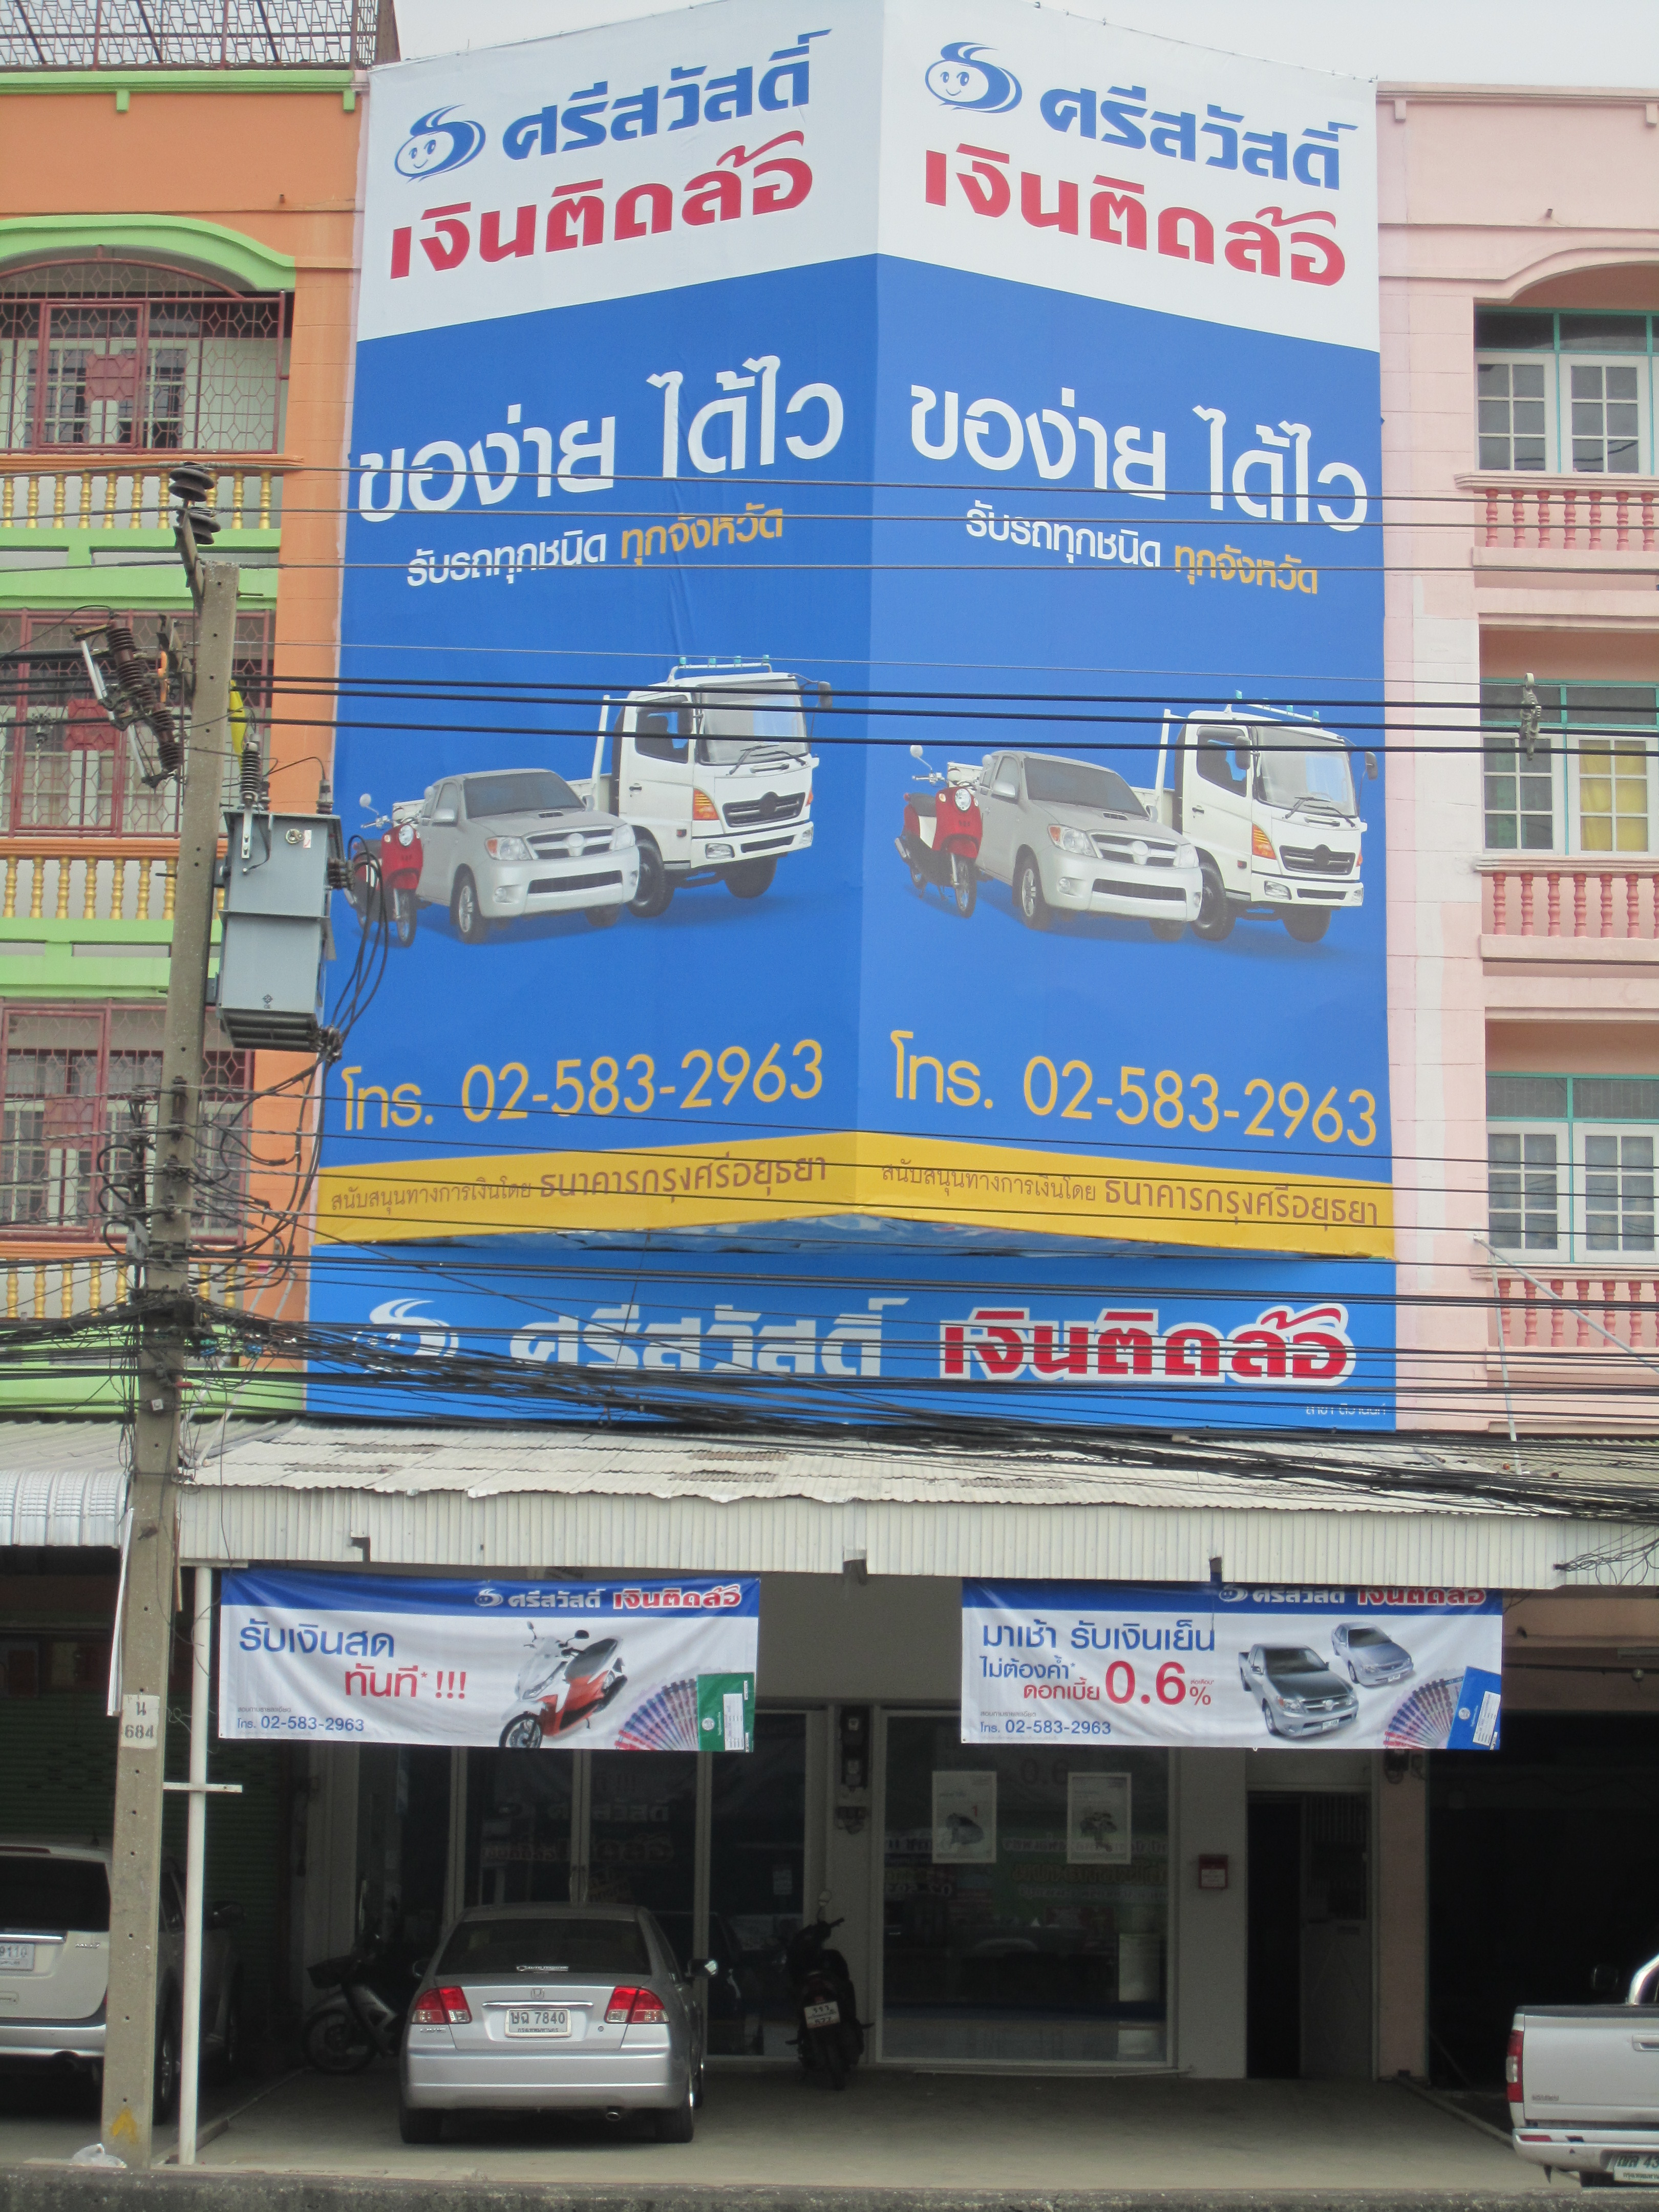 ศรีสวัสดิ์
เงินติดล้อ
ของ่าย ได้ไว
รับรถทุกชนิด ทุกจังหวัด
โทร. 02-583-2963
สนับสนุนทางการเงินโดย ธนาคารกรุงศรีอยุธยา
ศรีสวัสดิ์
เงินติดล้อ
ของ่าย ได้ไว
รับรถทุกชนิด ทุกจังหวัด
โทร. 02-583-2963
สนับสนุนทางการเงินโดย ธนาคารกรุงศรีอยุธยา
ศรีสวัสดิ์ เงินติดล้อ
สาขา ติวานนท์
ศรีสวัสดิ์ เงินติดล้อ
รับเงินสด
ทันที* !!!
โทร. 02-583-2963
ศรีสวัสดิ์ เงินติดล้อ
มาเช้า รับเงินเย็น
ไม่ต้องค้ำ*
ดอกเบี้ย 0.6%
โทร. 02-583-2963
น
684
9110
ษฉ 7840